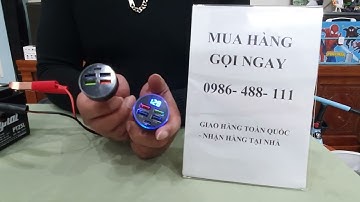 MUA HÀNG
GỌI NGAY
0986- 488- 111
GIAO HÀNG TOÀN QUỐC
- NHẬN HÀNG TẠI NHÀ